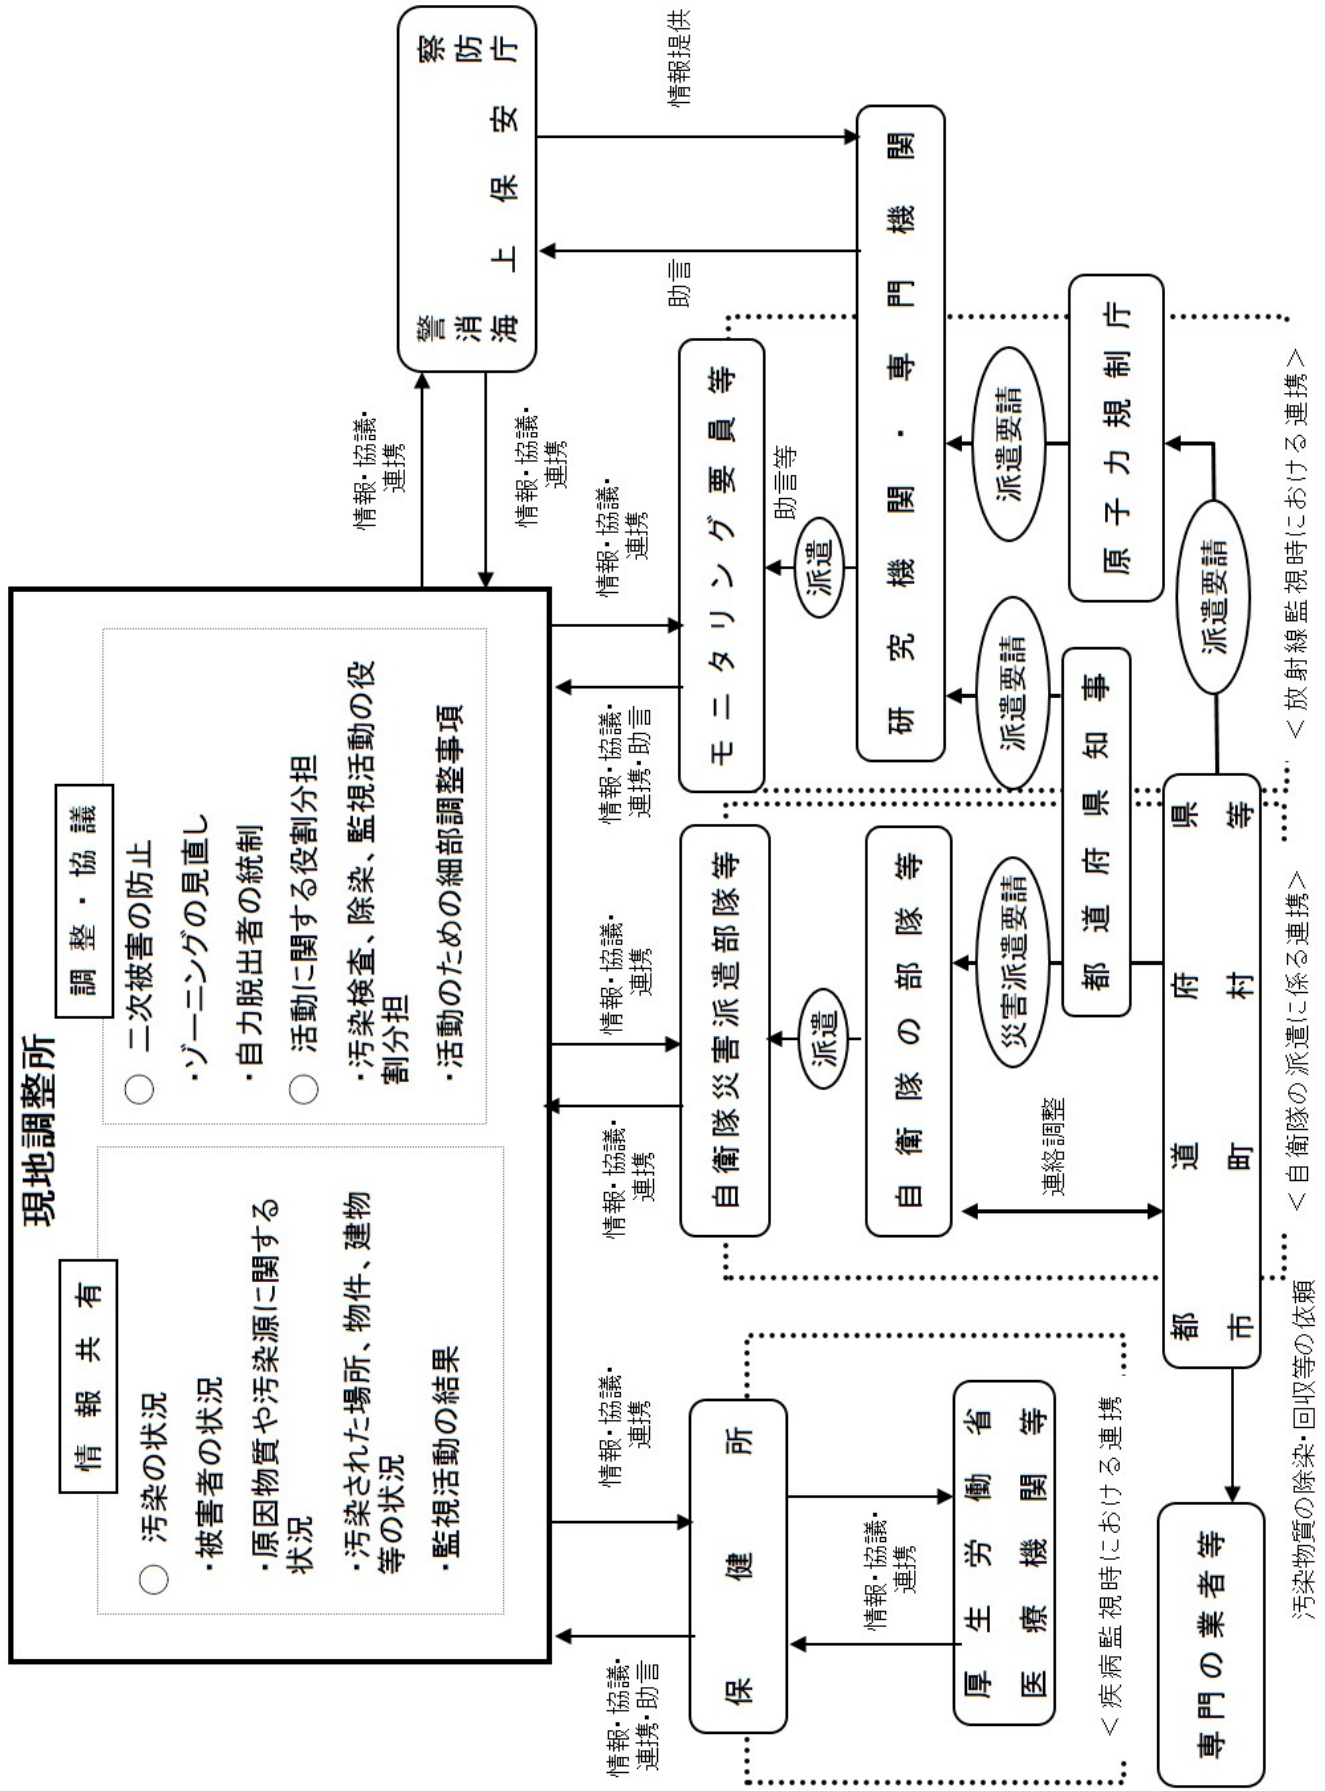 現地調整所
情報共有
○ 汚染の状況
・被害者の状況
・原因物質や汚染源に関する
状況
・汚染された場所、物件、建物
等の状況
・監視活動の結果
調整・協議
○ 二次被害の防止
・ゾーニングの見直し
・自力脱出者の統制
○ 活動に関する役割分担
・汚染検査、除染、監視活動の役
割分担
・活動のための細部調整事項
情報・協議・
連携
情報・協議・
連携
警察
消防
海上保安庁
情報提供
助言
情報・協議・
連携・助言
情報・協議・
連携
情報・協議・
連携
情報・協議・
連携
情報・協議・
連携・助言
情報・協議・
連携
保健所
自衛隊災害派遣部隊等
モニタリング要員等
情報・協議・
連携
派遣
派遣
助言等
厚生労働省
医療機関等
自衛隊の部隊等
研究機関・専門機関
連絡調整
災害派遣要請
派遣要請
派遣要請
都道府県知事
原子力規制庁
<疾病監視時における連携
都道府県
市町村等
派遣要請
専門の業者等
汚染物質の除染・回収等の依頼
<自衛隊の派遣に係る連携>
<放射線監視時における連携>